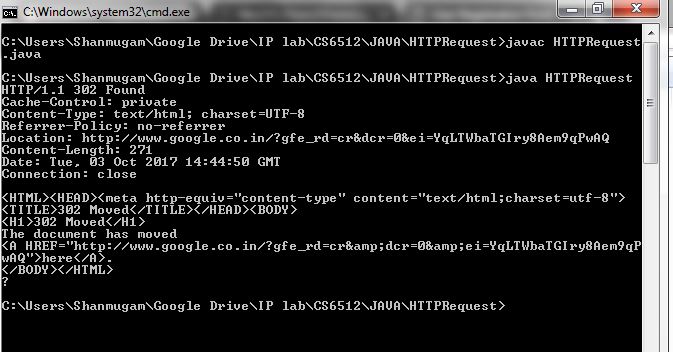 C:\Windows\system32\cmd.exe
C:\Users\Shanmugam\Google Drive\IP lab\CS6512\JAVA\HTTPRequest>javac HTTPRequest
.java
C:\Users\Shanmugam\Google Drive\IP lab\CS6512\JAVA\HTTPRequest>java HTTPRequest
HTTP/1.1 302 Found
Cache-Control: private
Content-Type: text/html; charset=UTF-8
Referrer-Policy: no-referrer
Location: http://www.google.co.in/?gfe_rd=cr&dcr=0&ei=YqLTWbaTGIry8Aem9qPwAQ
Content-Length: 271
Date: Tue, 03 Oct 2017 14:44:50 GMT
Connection: close
<HTML><HEAD><meta http-equiv="content-type" content="text/html;charset=utf-8">
<TITLE>302 Moved</TITLE></HEAD><BODY>
<H1>302 Moved</H1>
The document has moved
<A HREF="http://www.google.co.in/?gfe_rd=cr&amp;dcr=0&amp;ei=YqLTWbaTGIry8Aem9qP
wAQ">here</A>.
</BODY></HTML>
?
C:\Users\Shanmugam\Google Drive\IP lab\CS6512\JAVA\HTTPRequest>